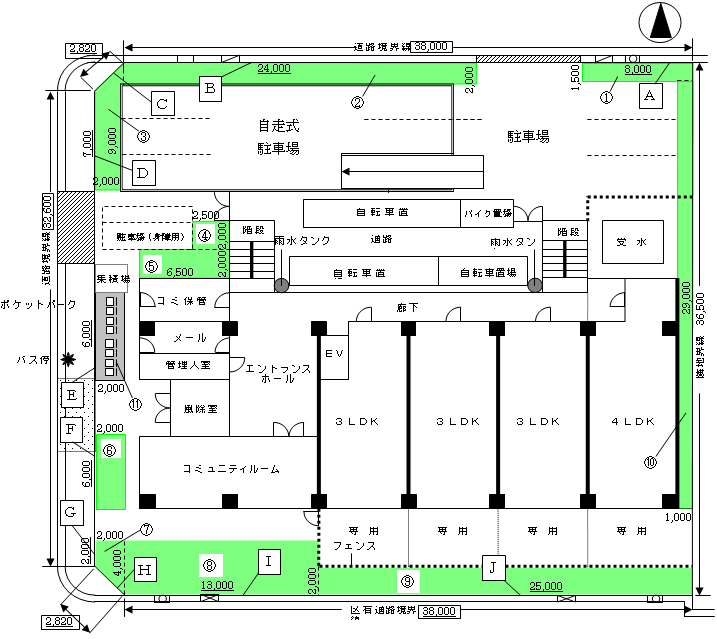 2,820
道路境界線 38,000
24,000
8,000
B
2,000
1,500
②
①
A
C
③
9,000
7,000
D
2,000
自走式
駐車場
駐車場
32,600
道路境界線
2,500
④
2,000
駐車場(身障用)
⑤
6,500
2,000
階段
自転車置
バイク置場
雨水タンク
通路
雨水タン
階段
受水
自転車置
自転車置場
集積場
ゴミ保管
廊下
29,000
36,500
隣地境界線
ポケットパーク
6,000
メール
管理人室
エントランス
ホール
EV
バス停
E
2,000
⑪
風除室
3LDK
3LDK
3LDK
4LDK
F
2,000
⑥
6,000
コミュニティルーム
⑩
G
2,000
⑦
2,000
4,000
H
⑧
I
13,000
2,000
フェンス
専用
専用
専用
専用
1,000
⑨
J
25,000
2,820
区有道路境界
38,000